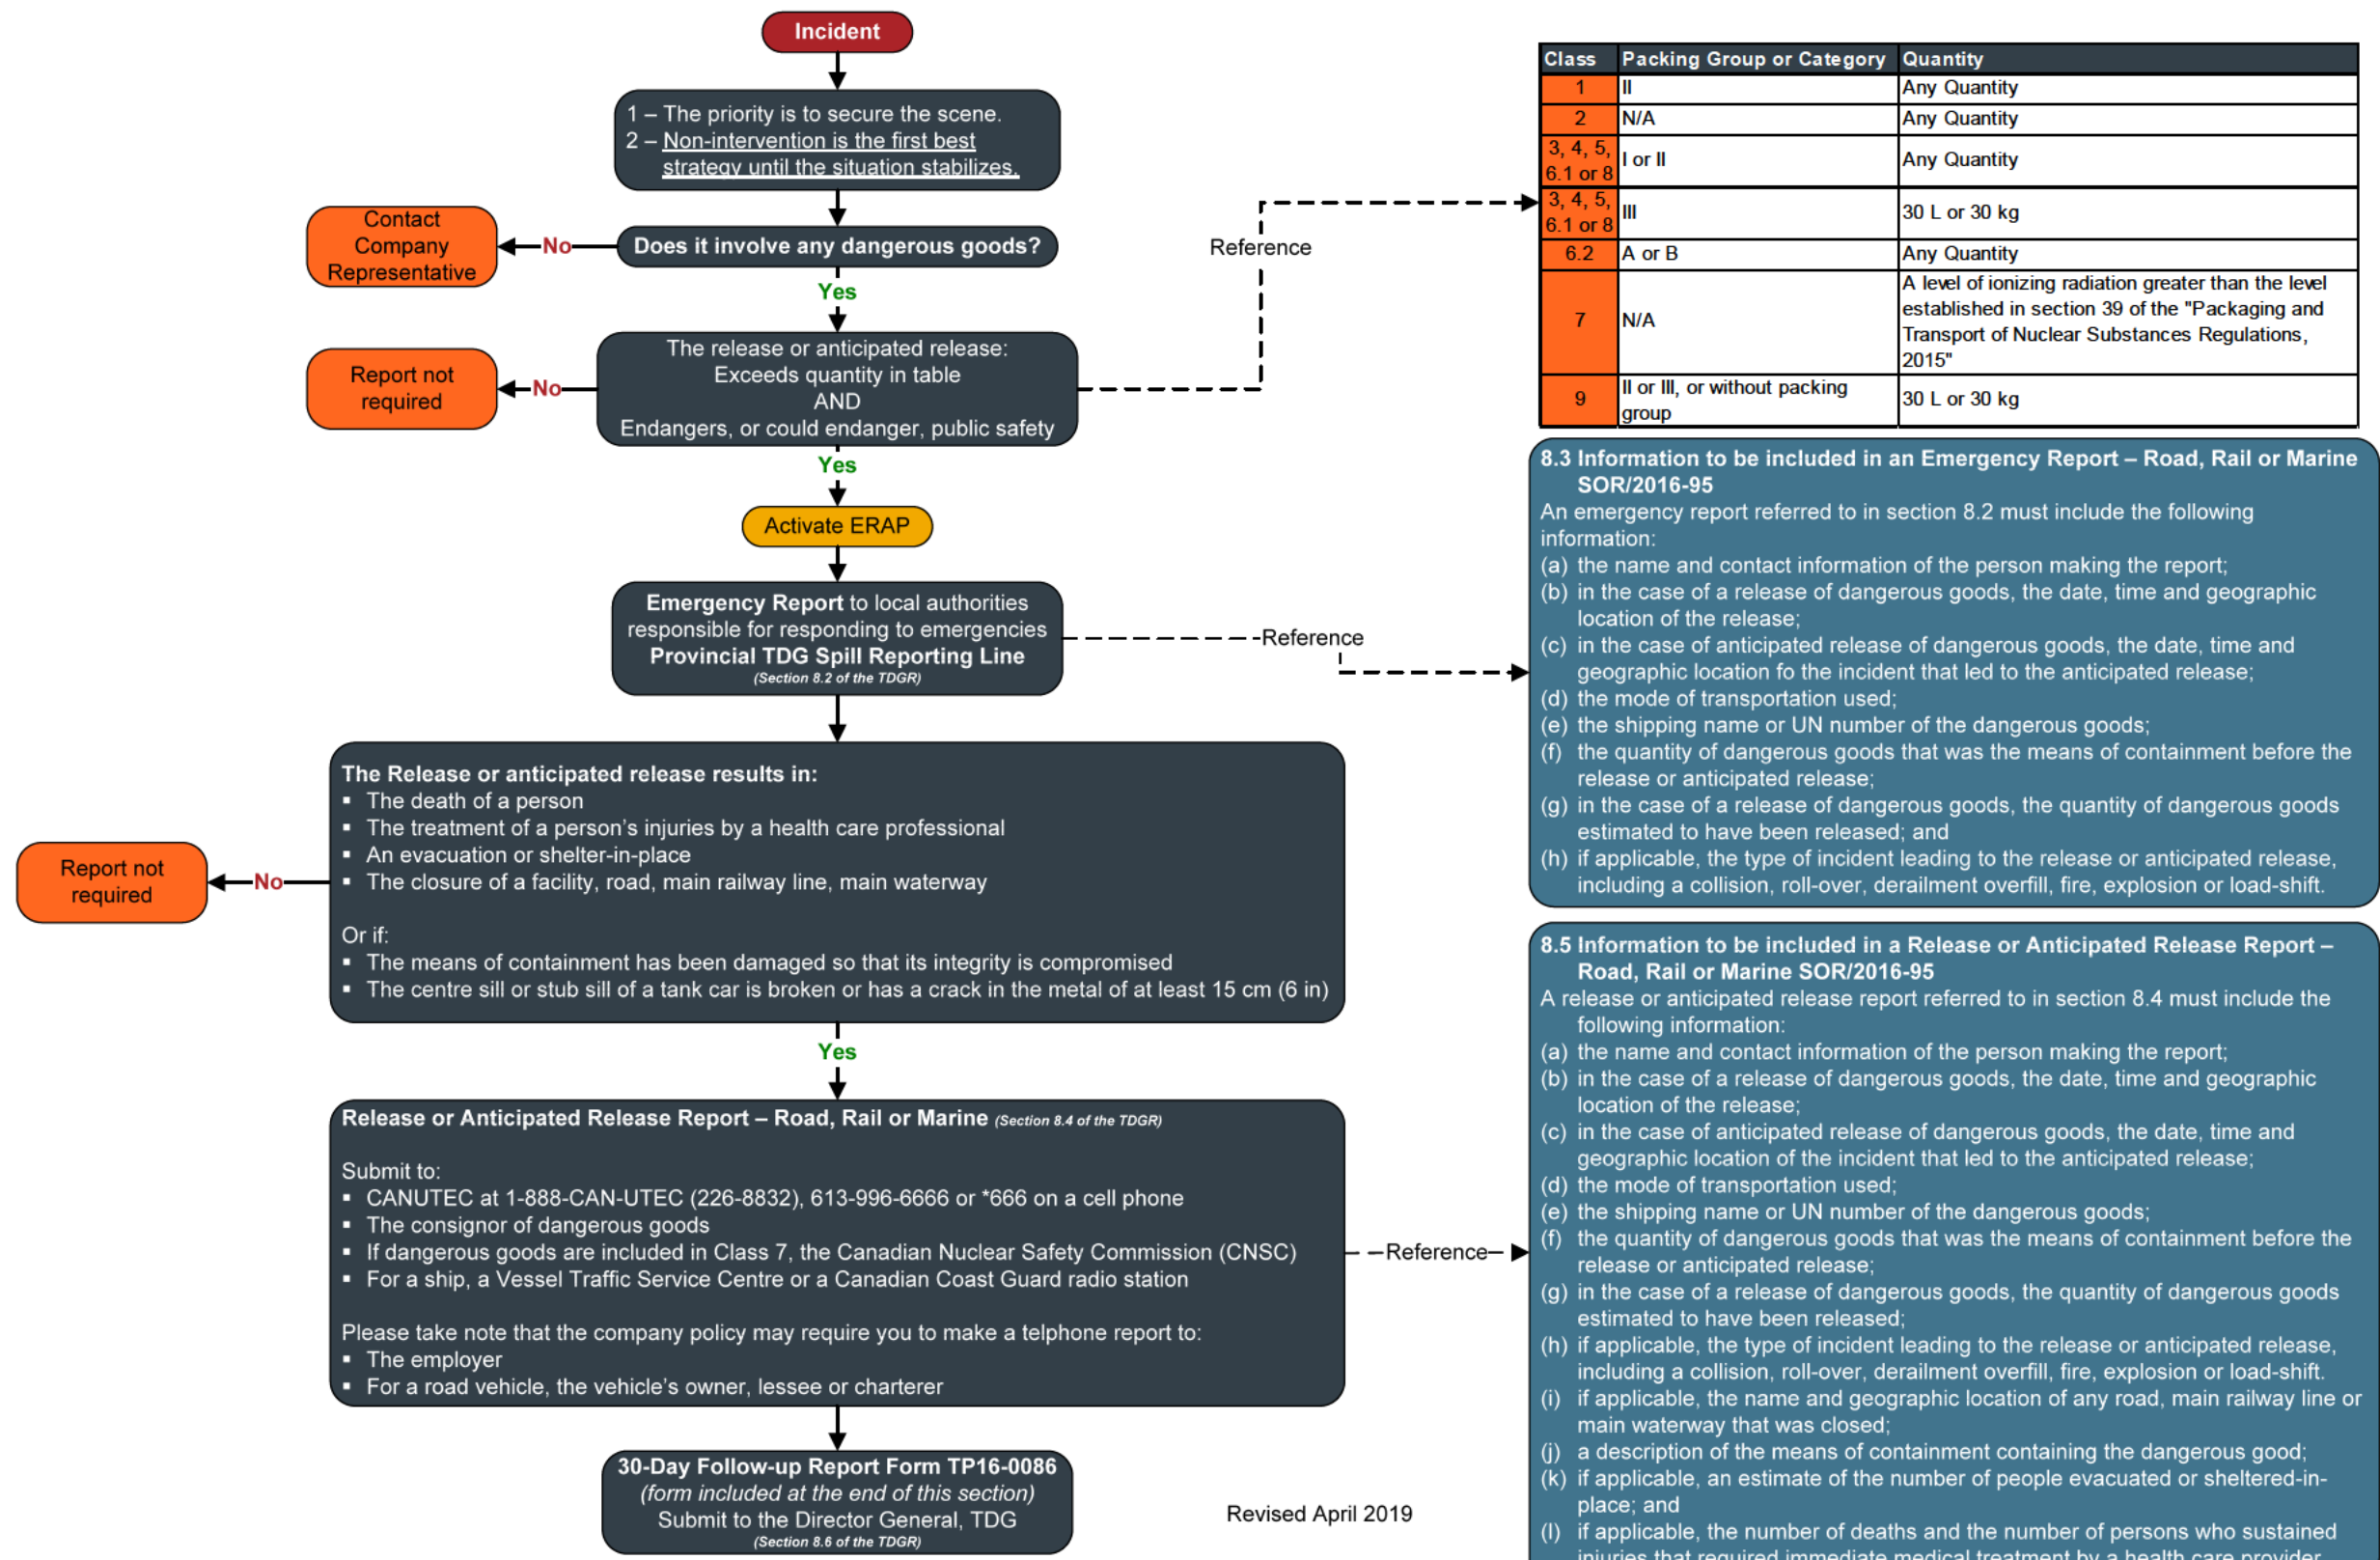 Incident
1 – The priority is to secure the scene.
2 – Non-intervention is the first best
strategy until the situation stabilizes.
Contact
Company
Representative
No
Does it involve any dangerous goods?
Yes
Report not
required
No
The release or anticipated release:
Exceeds quantity in table
AND
Endangers, or could endanger, public safety
Reference
Yes
Activate ERAP
Emergency Report to local authorities
responsible for responding to emergencies
Provincial TDG Spill Reporting Line
(Section 8.2 of the TDGR)
Reference
The Release or anticipated release results in:
▪ The death of a person
▪ The treatment of a person's injuries by a health care professional
▪ An evacuation or shelter-in-place
▪ The closure of a facility, road, main railway line, main waterway
Or if:
▪ The means of containment has been damaged so that its integrity is compromised
▪ The centre sill or stub sill of a tank car is broken or has a crack in the metal of at least 15 cm (6 in)
Report not
required
No
Yes
Release or Anticipated Release Report – Road, Rail or Marine (Section 8.4 of the TDGR)
Submit to:
▪ CANUTEC at 1-888-CAN-UTEC (226-8832), 613-996-6666 or *666 on a cell phone
▪ The consignor of dangerous goods
▪ If dangerous goods are included in Class 7, the Canadian Nuclear Safety Commission (CNSC)
▪ For a ship, a Vessel Traffic Service Centre or a Canadian Coast Guard radio station
Please take note that the company policy may require you to make a telphone report to:
▪ The employer
▪ For a road vehicle, the vehicle's owner, lessee or charterer
Reference
30-Day Follow-up Report Form TP16-0086
(form included at the end of this section)
Submit to the Director General, TDG
(Section 8.6 of the TDGR)
Revised April 2019
Class Packing Group or Category Quantity
1 II Any Quantity
2 N/A Any Quantity
3, 4, 5,
6.1 or 8 I or II Any Quantity
3, 4, 5,
6.1 or 8 III 30 L or 30 kg
6.2 A or B Any Quantity
7 N/A A level of ionizing radiation greater than the level
established in section 39 of the "Packaging and
Transport of Nuclear Substances Regulations,
2015"
9 II or III, or without packing
group 30 L or 30 kg
8.3 Information to be included in an Emergency Report – Road, Rail or Marine
SOR/2016-95
An emergency report referred to in section 8.2 must include the following
information:
(a) the name and contact information of the person making the report;
(b) in the case of a release of dangerous goods, the date, time and geographic
location of the release;
(c) in the case of anticipated release of dangerous goods, the date, time and
geographic location fo the incident that led to the anticipated release;
(d) the mode of transportation used;
(e) the shipping name or UN number of the dangerous goods;
(f) the quantity of dangerous goods that was the means of containment before the
release or anticipated release;
(g) in the case of a release of dangerous goods, the quantity of dangerous goods
estimated to have been released; and
(h) if applicable, the type of incident leading to the release or anticipated release,
including a collision, roll-over, derailment overfill, fire, explosion or load-shift.
8.5 Information to be included in a Release or Anticipated Release Report –
Road, Rail or Marine SOR/2016-95
A release or anticipated release report referred to in section 8.4 must include the
following information:
(a) the name and contact information of the person making the report;
(b) in the case of a release of dangerous goods, the date, time and geographic
location of the release;
(c) in the case of anticipated release of dangerous goods, the date, time and
geographic location of the incident that led to the anticipated release;
(d) the mode of transportation used;
(e) the shipping name or UN number of the dangerous goods;
(f) the quantity of dangerous goods that was the means of containment before the
release or anticipated release;
(g) in the case of a release of dangerous goods, the quantity of dangerous goods
estimated to have been released;
(h) if applicable, the type of incident leading to the release or anticipated release,
including a collision, roll-over, derailment overfill, fire, explosion or load-shift.
(i) if applicable, the name and geographic location of any road, main railway line or
main waterway that was closed;
(j) a description of the means of containment containing the dangerous good;
(k) if applicable, an estimate of the number of people evacuated or sheltered-in-
place; and
(l) if applicable, the number of deaths and the number of persons who sustained
injuries that required immediate medical treatment by a health care provider